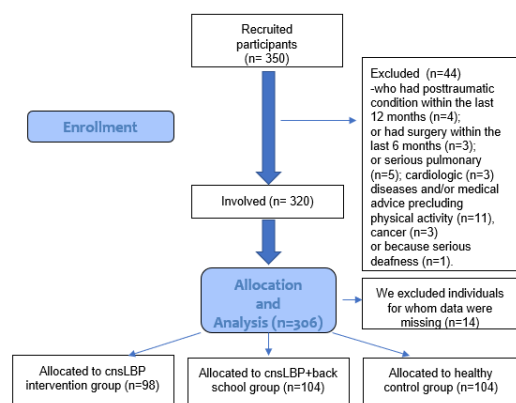 Recruited
participants
(n= 350)
Excluded (n=44)
-who had posttraumatic
condition within the last
12 months (n=4);
or had surgery within the
last 6 months (n=3);
or serious pulmonary
(n=5); cardiologic (n=3)
diseases and/or medical
advice precluding
physical activity (n=11),
cancer (n=3)
or because serious
deafness (n=1).
Enrollment
Involved (n= 320)
Allocation
and
Analysis (n=306)
We excluded individuals
for whom data were
missing (n=14)
Allocated to cnsLBP
intervention group (n=98)
Allocated to cnsLBP+back
school group (n=104)
Allocated to healthy
control group (n=104)